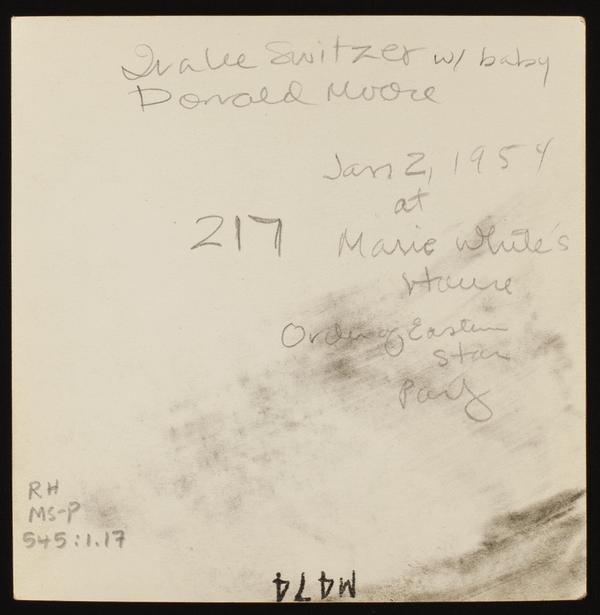 Ivalee Switzer w/ baby
Donald Moore
Jan 2, 1954
at
217
Marie White's
House
Order of Eastern
Star
Party
RH
MS-P
545:1.17
M474